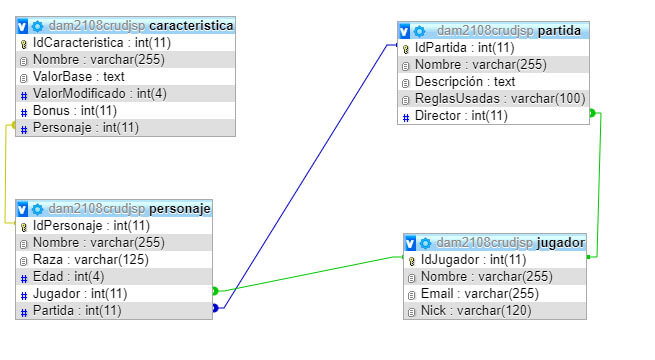 dam2108crudjsp caracteristica
IdCaracteristica : int(11)
Nombre : varchar(255)
ValorBase : text
ValorModificado : int(4)
Bonus : int(11)
Personaje : int(11)
dam2108crudjsp partida
IdPartida : int(11)
Nombre : varchar(255)
Descripción : text
ReglasUsadas : varchar(100)
Director : int(11)
dam2108crudjsp personaje
IdPersonaje : int(11)
Nombre : varchar(255)
Raza : varchar(125)
Edad : int(4)
Jugador : int(11)
Partida : int(11)
dam2108crudjsp jugador
IdJugador : int(11)
Nombre : varchar(255)
Email : varchar(255)
Nick : varchar(120)